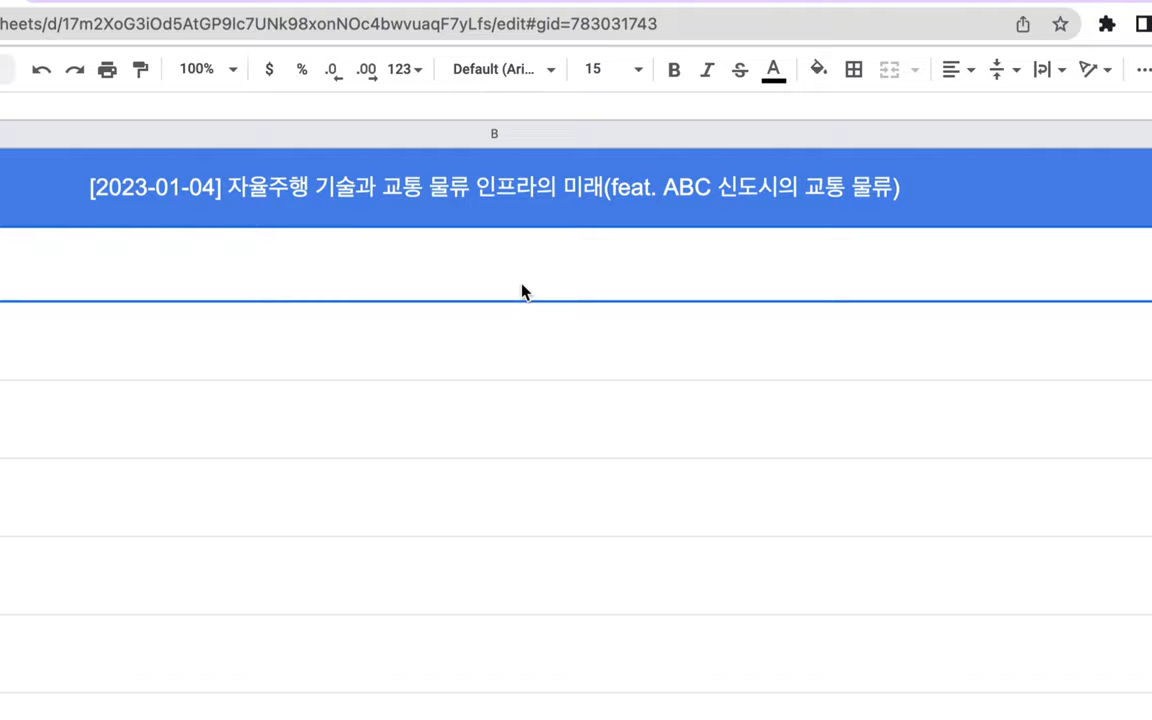 heets/d/17m2XoG3iOd5AtGP9lc7UNk98xonNOc4bwvuaqF7yLfs/edit#gid=783031743
100% $ % .0 .00 123 Default (Ari... 15 B I S A
B
[2023-01-04] 자율주행 기술과 교통 물류 인프라의 미래(feat. ABC 신도시의 교통 물류)